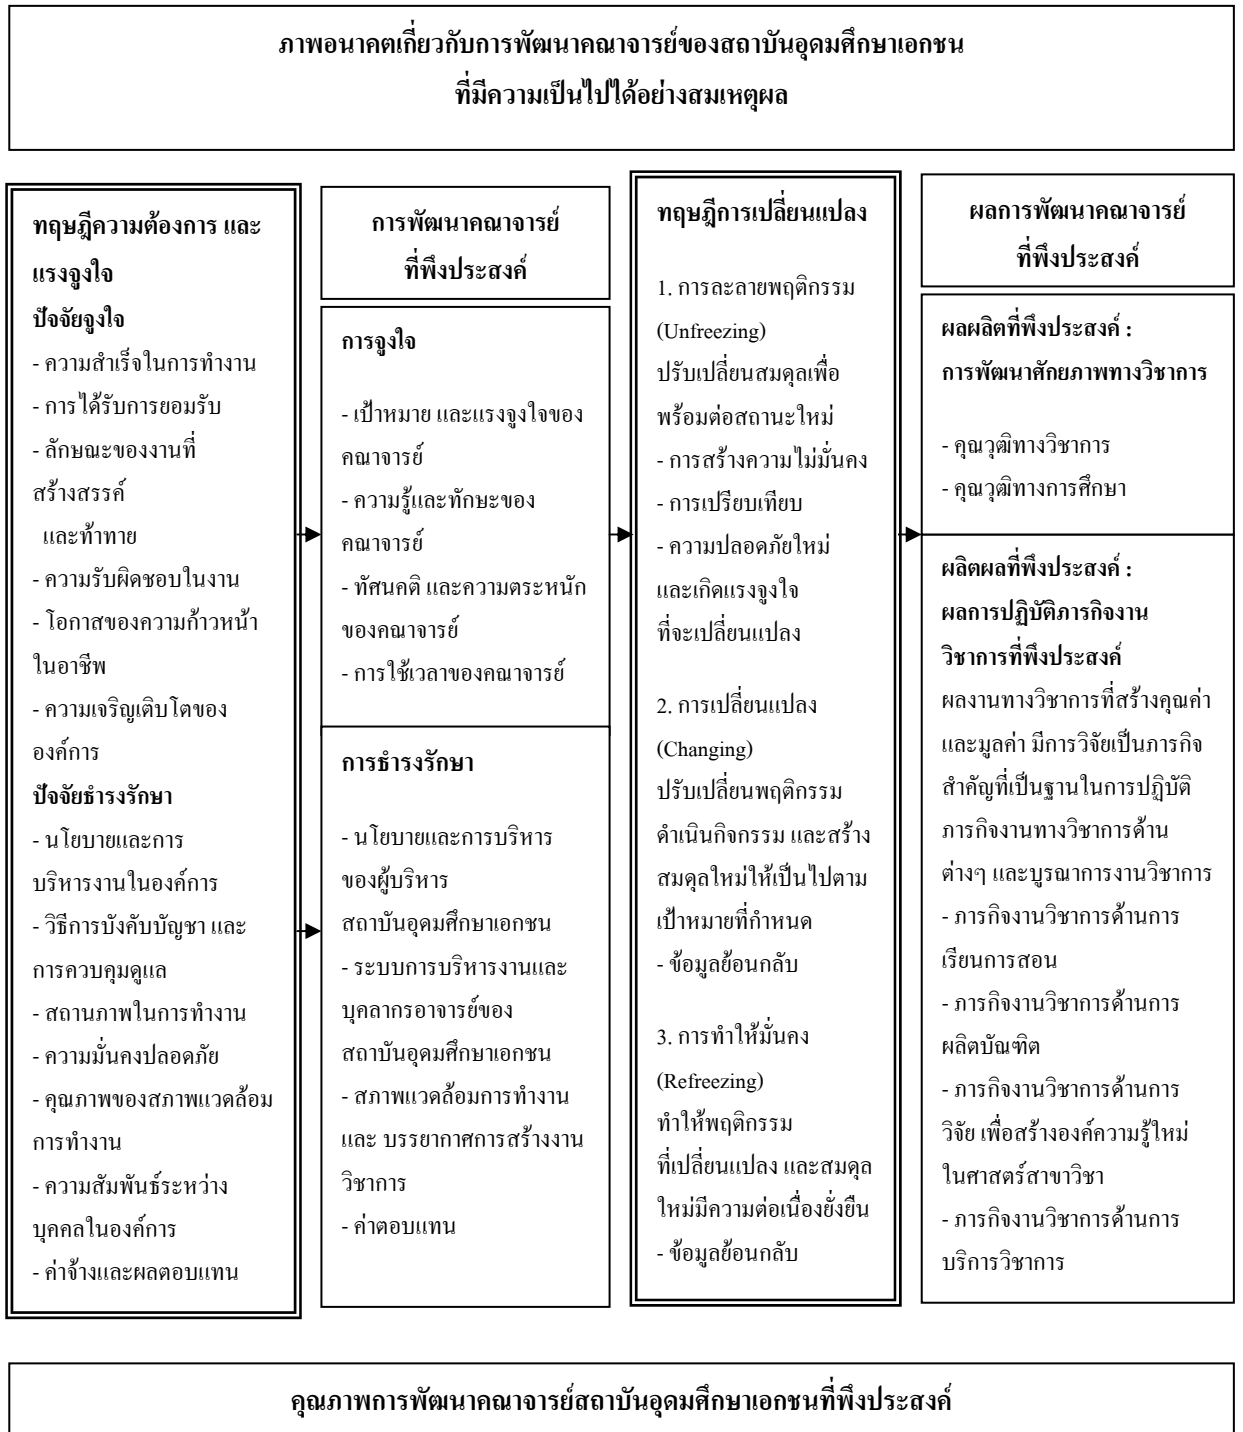 ภาพอนาคตเกี่ยวกับการพัฒนาคณาจารย์ของสถาบันอุดมศึกษาเอกชน
ที่มีความเป็นไปได้อย่างสมเหตุผล
ทฤษฎีความต้องการ และ
แรงจูงใจ
ปัจจัยจูงใจ
- ความสำเร็จในการทำงาน
- การได้รับการยอมรับ
- ลักษณะของงานที่
สร้างสรรค์
และท้าทาย
- ความรับผิดชอบในงาน
- โอกาสของความก้าวหน้า
ในอาชีพ
- ความเจริญเติบโตของ
องค์การ
ปัจจัยธำรงรักษา
- นโยบายและการ
บริหารงานในองค์การ
- วิธีการบังคับบัญชา และ
การควบคุมดูแล
- สถานภาพในการทำงาน
- ความมั่นคงปลอดภัย
- คุณภาพของสภาพแวดล้อม
การทำงาน
- ความสัมพันธ์ระหว่าง
บุคคลในองค์การ
- ค่าจ้างและผลตอบแทน
การพัฒนาคณาจารย์
ที่พึงประสงค์
การจูงใจ
- เป้าหมาย และแรงจูงใจของ
คณาจารย์
- ความรู้และทักษะของ
คณาจารย์
- ทัศนคติ และความตระหนัก
ของคณาจารย์
- การใช้เวลาของคณาจารย์
การธำรงรักษา
- นโยบายและการบริหาร
ของผู้บริหาร
สถาบันอุดมศึกษาเอกชน
- ระบบการบริหารงานและ
บุคลากรอาจารย์ของ
สถาบันอุดมศึกษาเอกชน
- สภาพแวดล้อมการทำงาน
และ บรรยากาศการสร้างงาน
วิชาการ
- ค่าตอบแทน
ทฤษฎีการเปลี่ยนแปลง
1. การละลายพฤติกรรม
(Unfreezing)
ปรับเปลี่ยนสมดุลเพื่อ
พร้อมต่อสถานะใหม่
- การสร้างความไม่มั่นคง
- การเปรียบเทียบ
- ความปลอดภัยใหม่
และเกิดแรงจูงใจ
ที่จะเปลี่ยนแปลง
2. การเปลี่ยนแปลง
(Changing)
ปรับเปลี่ยนพฤติกรรม
ดำเนินกิจกรรม และสร้าง
สมดุลใหม่ให้เป็นไปตาม
เป้าหมายที่กำหนด
- ข้อมูลย้อนกลับ
3. การทำให้มั่นคง
(Refreezing)
ทำให้พฤติกรรม
ที่เปลี่ยนแปลง และสมดุล
ใหม่มีความต่อเนื่องยั่งยืน
- ข้อมูลย้อนกลับ
ผลการพัฒนาคณาจารย์
ที่พึงประสงค์
ผลผลิตที่พึงประสงค์ :
การพัฒนาศักยภาพทางวิชาการ
- คุณวุฒิทางวิชาการ
- คุณวุฒิทางการศึกษา
ผลิตผลที่พึงประสงค์ :
ผลการปฏิบัติภารกิจงาน
วิชาการที่พึงประสงค์
ผลงานทางวิชาการที่สร้างคุณค่า
และมูลค่า มีการวิจัยเป็นภารกิจ
สำคัญที่เป็นฐานในการปฏิบัติ
ภารกิจงานทางวิชาการด้าน
ต่างๆ และบูรณาการงานวิชาการ
- ภารกิจงานวิชาการด้านการ
เรียนการสอน
- ภารกิจงานวิชาการด้านการ
ผลิตบัณฑิต
- ภารกิจงานวิชาการด้านการ
วิจัย เพื่อสร้างองค์ความรู้ใหม่
ในศาสตร์สาขาวิชา
- ภารกิจงานวิชาการด้านการ
บริการวิชาการ
คุณภาพการพัฒนาคณาจารย์สถาบันอุดมศึกษาเอกชนที่พึงประสงค์